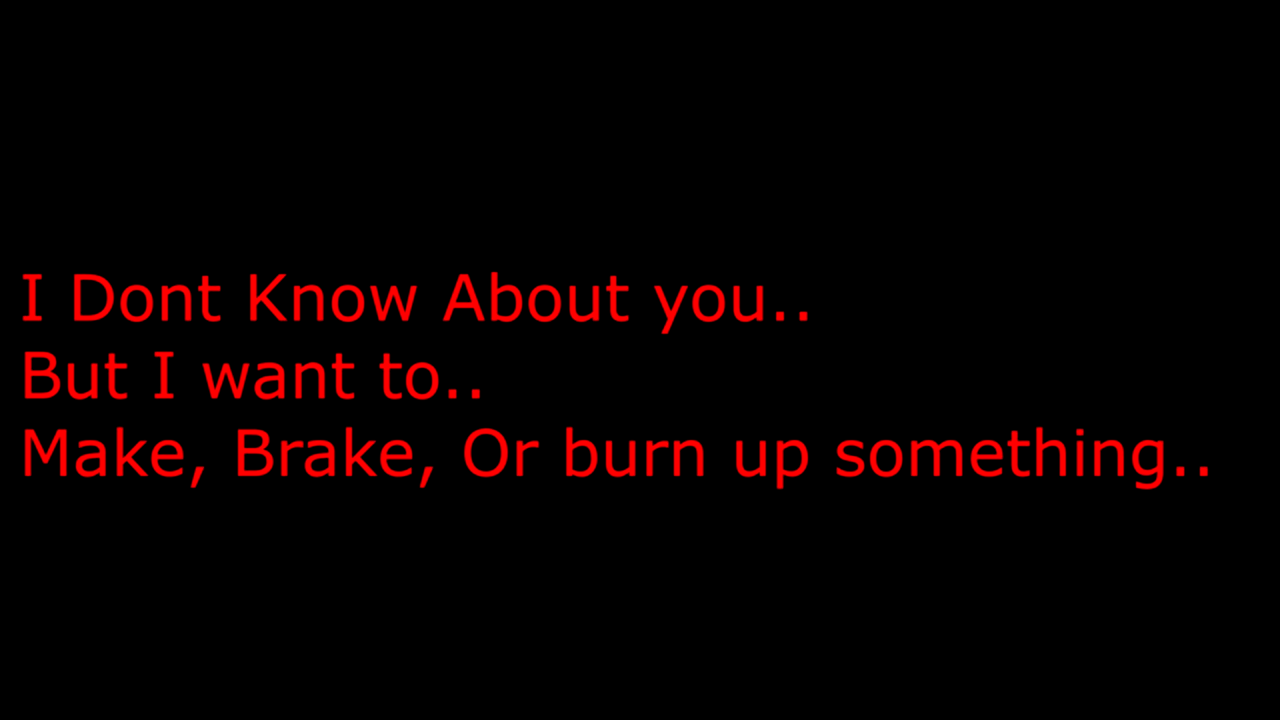 I Dont Know About you..
But I want to..
Make, Brake, Or burn up something..